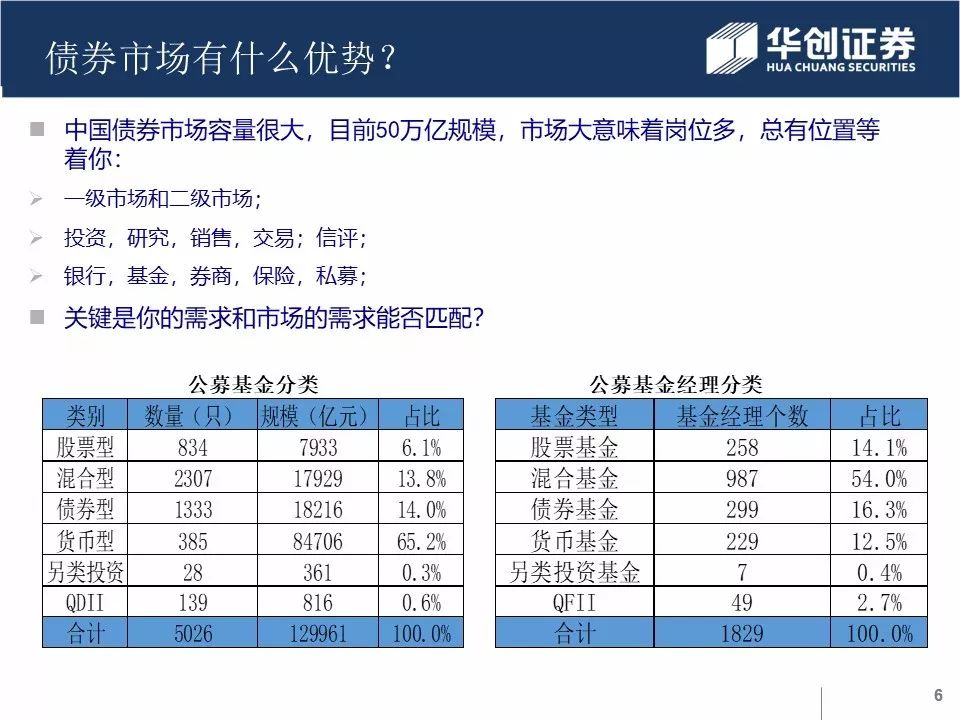 债券市场有什么优势？
华创证券
HUA CHUANG SECURITIES
中国债券市场容量很大，目前50万亿规模，市场大意味着岗位多，总有位置等
着你：
一级市场和二级市场；
投资，研究，销售，交易；信评；
银行，基金，券商，保险，私募；
关键是你的需求和市场的需求能否匹配？
公募基金分类
类别 数量（只） 规模（亿元） 占比
股票型 834 7933 6.1%
混合型 2307 17929 13.8%
债券型 1333 18216 14.0%
货币型 385 84706 65.2%
另类投资 28 361 0.3%
QDII 139 816 0.6%
合计 5026 129961 100.0%
公募基金经理分类
基金类型 基金经理个数 占比
股票基金 258 14.1%
混合基金 987 54.0%
债券基金 299 16.3%
货币基金 229 12.5%
另类投资基金 7 0.4%
QFII 49 2.7%
合计 1829 100.0%
6